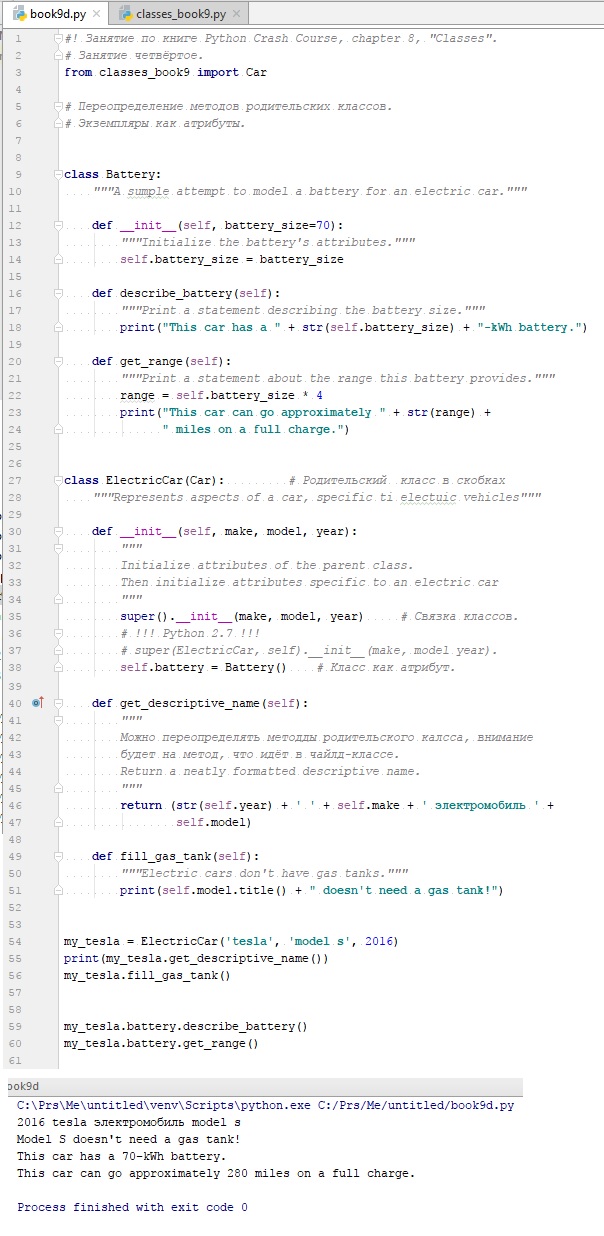 book9d.py classes_book9.py
1 #! Занятие по книге Python Crash Course, chapter 8, "Classes".
2 # Занятие четвёртое.
3 from classes_book9 import Car
4
5 # Переопределение методов родительских классов.
6 # Экземпляры как атрибуты.
7
8
9 class Battery:
10 """A sumple attempt to model a battery for an electric car."""
11
12 def __init__(self, battery_size=70):
13 """Initialize the battery's attributes."""
14 self.battery_size = battery_size
15
16 def describe_battery(self):
17 """Print a statement describing the battery size."""
18 print("This car has a " + str(self.battery_size) + "-kWh battery.")
19
20 def get_range(self):
21 """Print a statement about the range this battery provides."""
22 range = self.battery_size * 4
23 print("This car can go approximately " + str(range) +
24 " miles on a full charge.")
25
26
27 class ElectricCar(Car): # Родительский класс в скобках
28 """Represents aspects of a car, specific ti electuic vehicles"""
29
30 def __init__(self, make, model, year):
31 """
32 Initialize attributes of the parent class.
33 Then initialize attributes specific to an electric car
34 """
35 super().__init__(make, model, year) # Связка классов.
36 # !!! Python 2.7 !!!
37 # super(ElectricCar, self).__init__(make, model year).
38 self.battery = Battery() # Класс как атрибут.
39
40 def get_descriptive_name(self):
41 """
42 Можно переопределять методды родительского калсса, внимание
43 будет на метод, что идёт в чайлд-классе.
44 Return a neatly formatted descriptive name.
45 """
46 return (str(self.year) + ' ' + self.make + ' электромобиль ' +
47 self.model)
48
49 def fill_gas_tank(self):
50 """Electric cars don't have gas tanks."""
51 print(self.model.title() + " doesn't need a gas tank!")
52
53
54 my_tesla = ElectricCar('tesla', 'model s', 2016)
55 print(my_tesla.get_descriptive_name())
56 my_tesla.fill_gas_tank()
57
58
59 my_tesla.battery.describe_battery()
60 my_tesla.battery.get_range()
61
ook9d
C:\Prs\Me\untitled\venv\Scripts\python.exe C:/Prs/Me/untitled/book9d.py
2016 tesla электромобиль model s
Model S doesn't need a gas tank!
This car has a 70-kWh battery.
This car can go approximately 280 miles on a full charge.
Process finished with exit code 0